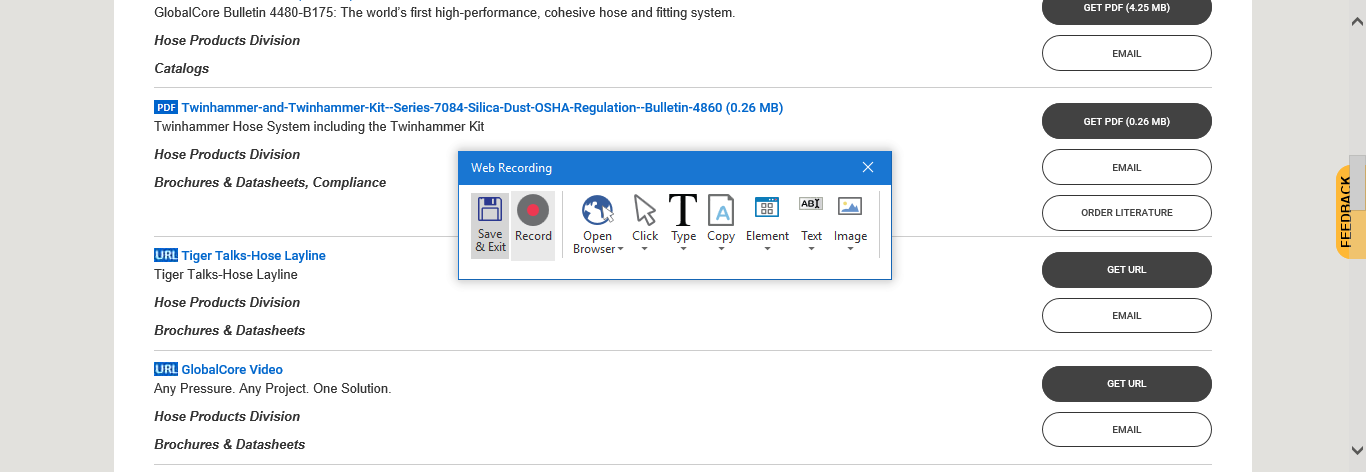 GlobalCore Bulletin 4480-B175: The world's first high-performance, cohesive hose and fitting system.
GET PDF (4.25 MB)
Hose Products Division
EMAIL
Catalogs
PDF Twinhammer-and-Twinhammer-Kit--Series-7084-Silica-Dust-OSHA-Regulation--Bulletin-4860 (0.26 MB)
GET PDF (0.26 MB)
Twinhammer Hose System including the Twinhammer Kit
Hose Products Division
EMAIL
Brochures & Datasheets, Compliance
ORDER LITERATURE
Web Recording
Save & Exit
Record
Open Browser
Click
T
Type
A
Copy
Element
ABI
Text
Image
FEEDBACK
URL Tiger Talks-Hose Layline
GET URL
Tiger Talks-Hose Layline
Hose Products Division
EMAIL
Brochures & Datasheets
URL GlobalCore Video
GET URL
Any Pressure. Any Project. One Solution.
Hose Products Division
EMAIL
Brochures & Datasheets